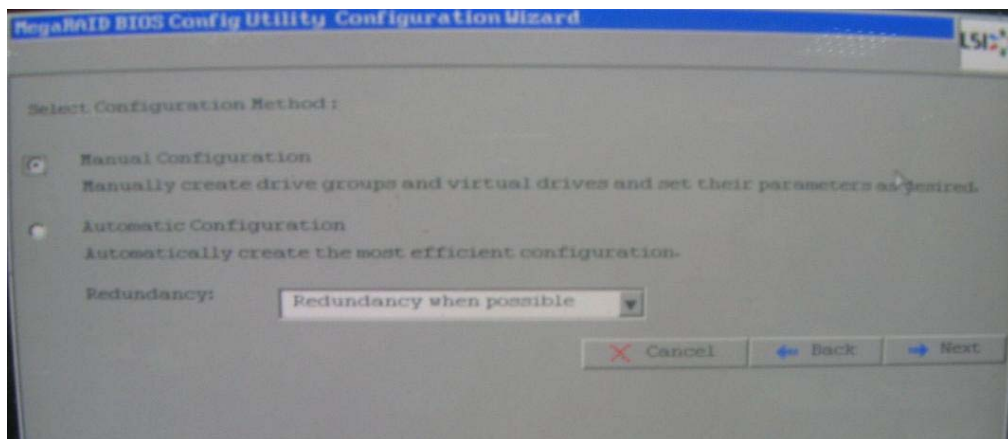 MegaRAID BIOS Config Utility Configuration Wizard
LSI
Select Configuration Method:
Manual Configuration
Manually create drive groups and virtual drives and set their parameters as desired.
Automatic Configuration
Automatically create the most efficient configuration.
Redundancy: Redundancy when possible
Cancel Back Next